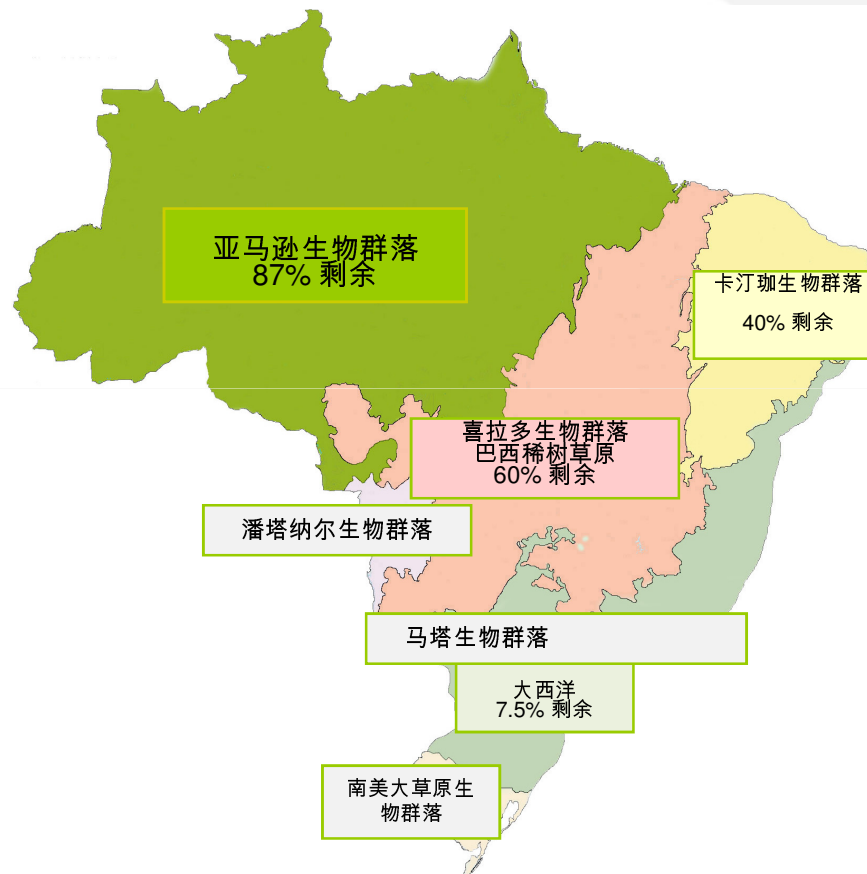 亚马逊生物群落
87% 剩余
卡汀珈生物群落
40% 剩余
喜拉多生物群落
巴西稀树草原
60% 剩余
潘塔纳尔生物群落
马塔生物群落
大西洋
7.5% 剩余
南美大草原生
物群落